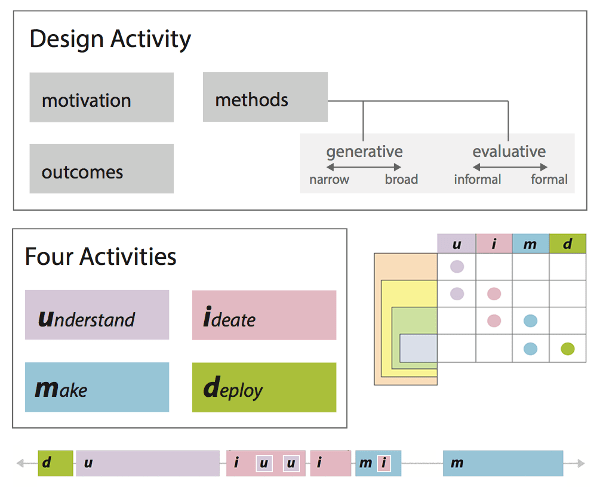 Design Activity
motivation
methods
outcomes
generative
evaluative
narrow
broad
informal
formal
Four Activities
understand
ideate
make
deploy
u i m d
d u i u u i m i m